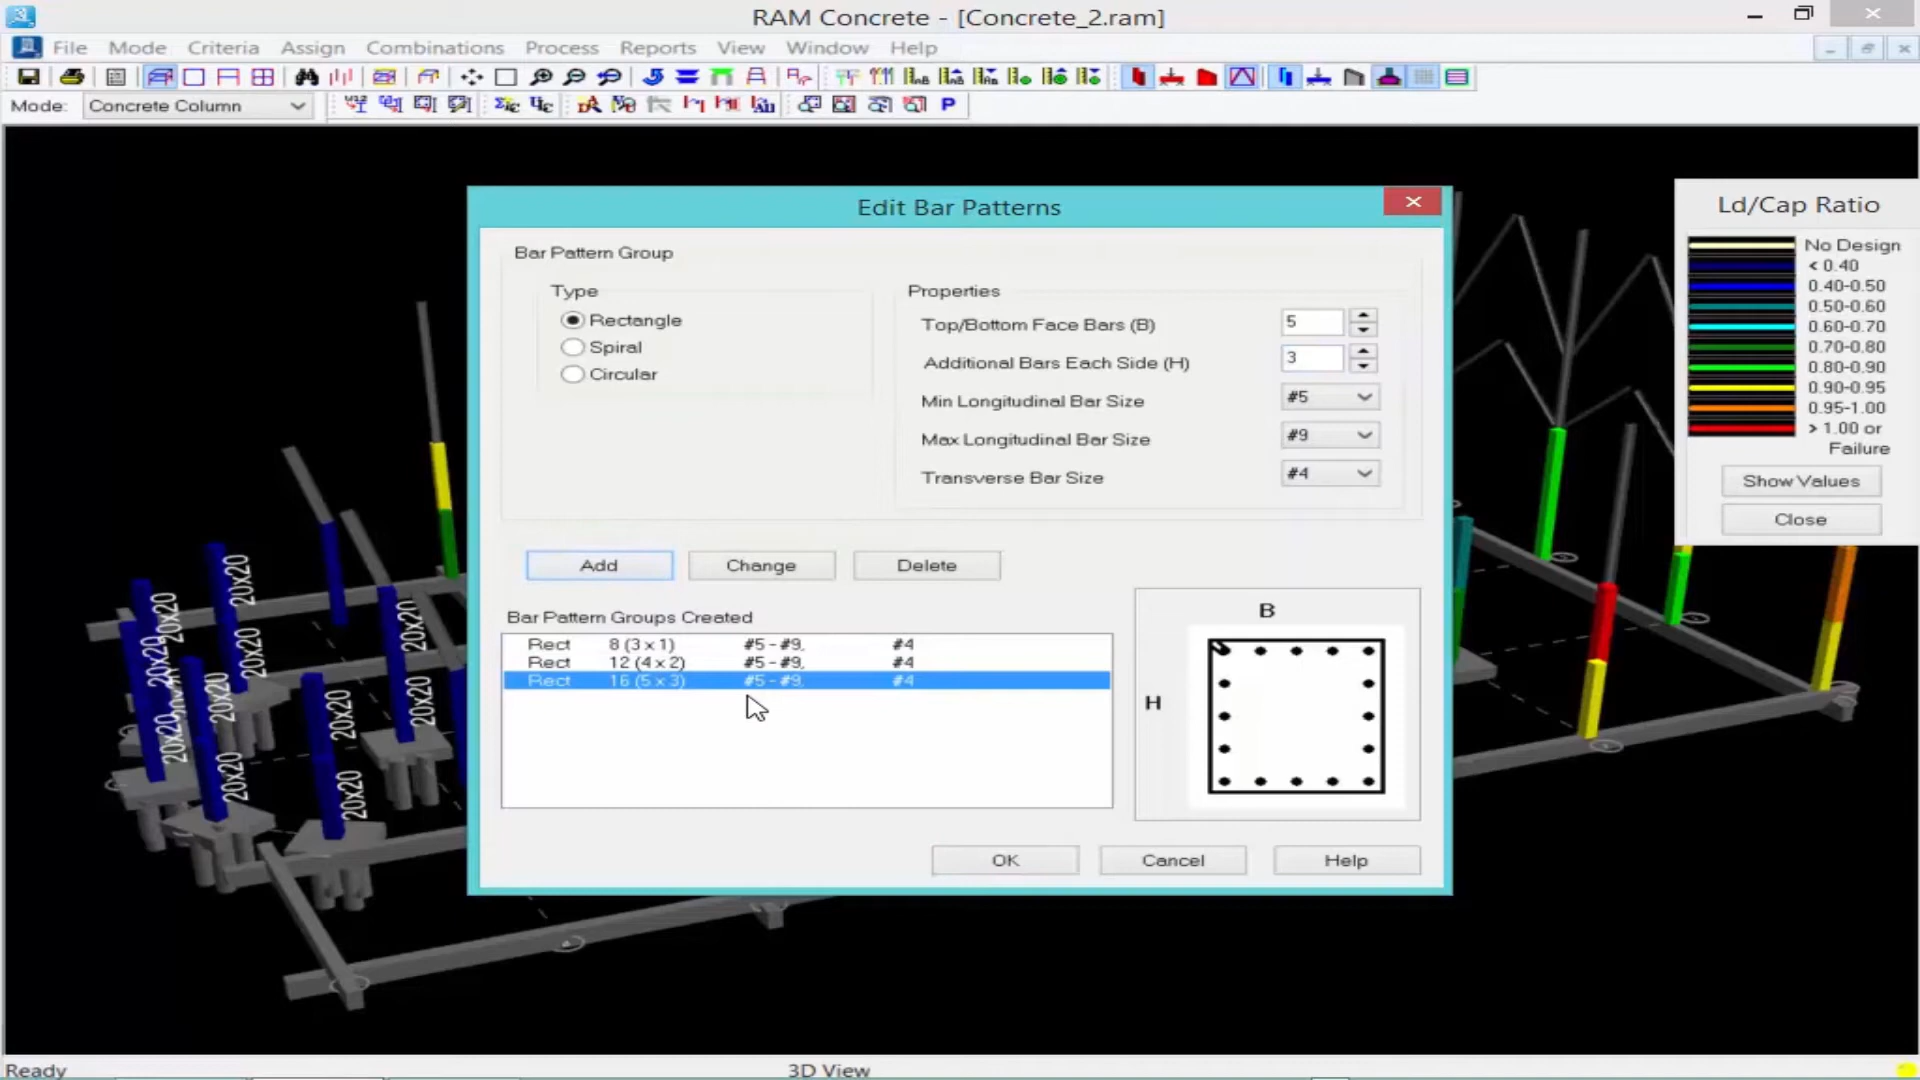 RAM Concrete - [Concrete_2.ram]
File Mode Criteria Assign Combinations Process Reports View Window Help
Mode: Concrete Column
P
Edit Bar Patterns
Bar Pattern Group
Type
Rectangle
Spiral
Circular
Properties
Top/Bottom Face Bars (B) 5
Additional Bars Each Side (H) 3
Min Longitudinal Bar Size #5
Max Longitudinal Bar Size #9
Transverse Bar Size #4
Add Change Delete
Bar Pattern Groups Created
Rect 8 (3 x 1) #5 - #9, #4
Rect 12 (4 x 2) #5 - #9, #4
Rect 16 (5 x 3) #5 - #9, #4
B
H
OK Cancel Help
Ld/Cap Ratio
No Design
< 0.40
0.40-0.50
0.50-0.60
0.60-0.70
0.70-0.80
0.80-0.90
0.90-0.95
0.95-1.00
> 1.00 or
Failure
Show Values
Close
20x20
20x20
20x20
20x20
20x20
20x20
20x20
20x20
20x20
20x20
20x20
20x20
Ready 3D View